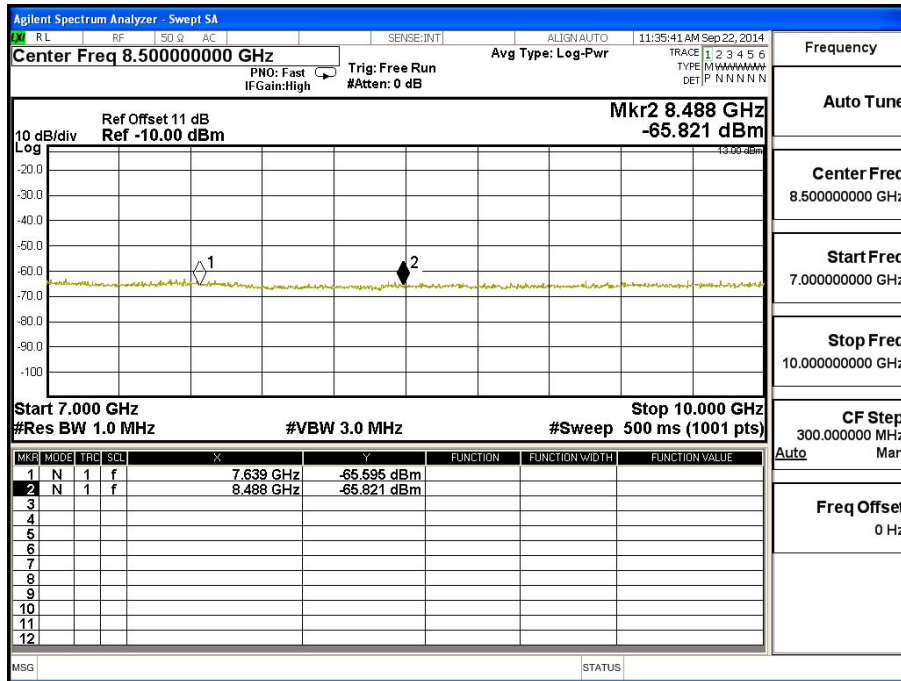 Agilent Spectrum Analyzer - Swept SA
LXI RL RF 50 Ω AC SENSE:INT ALIGN AUTO 11:35:41 AM Sep 22, 2014
Center Freq 8.500000000 GHz
PNO: Fast
IFGain:High
Trig: Free Run
#Atten: 0 dB
Avg Type: Log-Pwr
TRACE 1 2 3 4 5 6
TYPE M WWWWW
DET P N N N N N
Ref Offset 11 dB
10 dB/div Ref -10.00 dBm
Log
Mkr2 8.488 GHz
-65.821 dBm
-13.00 dBm
-20.0
-30.0
-40.0
-50.0
-60.0
-70.0
-80.0
-90.0
-100
1
2
Start 7.000 GHz Stop 10.000 GHz
#Res BW 1.0 MHz #VBW 3.0 MHz #Sweep 500 ms (1001 pts)
MKR MODE TRC SCL X Y FUNCTION FUNCTION WIDTH FUNCTION VALUE
1 N 1 f 7.639 GHz -65.595 dBm
2 N 1 f 8.488 GHz -65.821 dBm
3
4
5
6
7
8
9
10
11
12
MSG STATUS
Frequency
Auto Tune
Center Freq
8.500000000 GHz
Start Freq
7.000000000 GHz
Stop Freq
10.000000000 GHz
CF Step
300.000000 MHz
Auto Man
Freq Offset
0 Hz